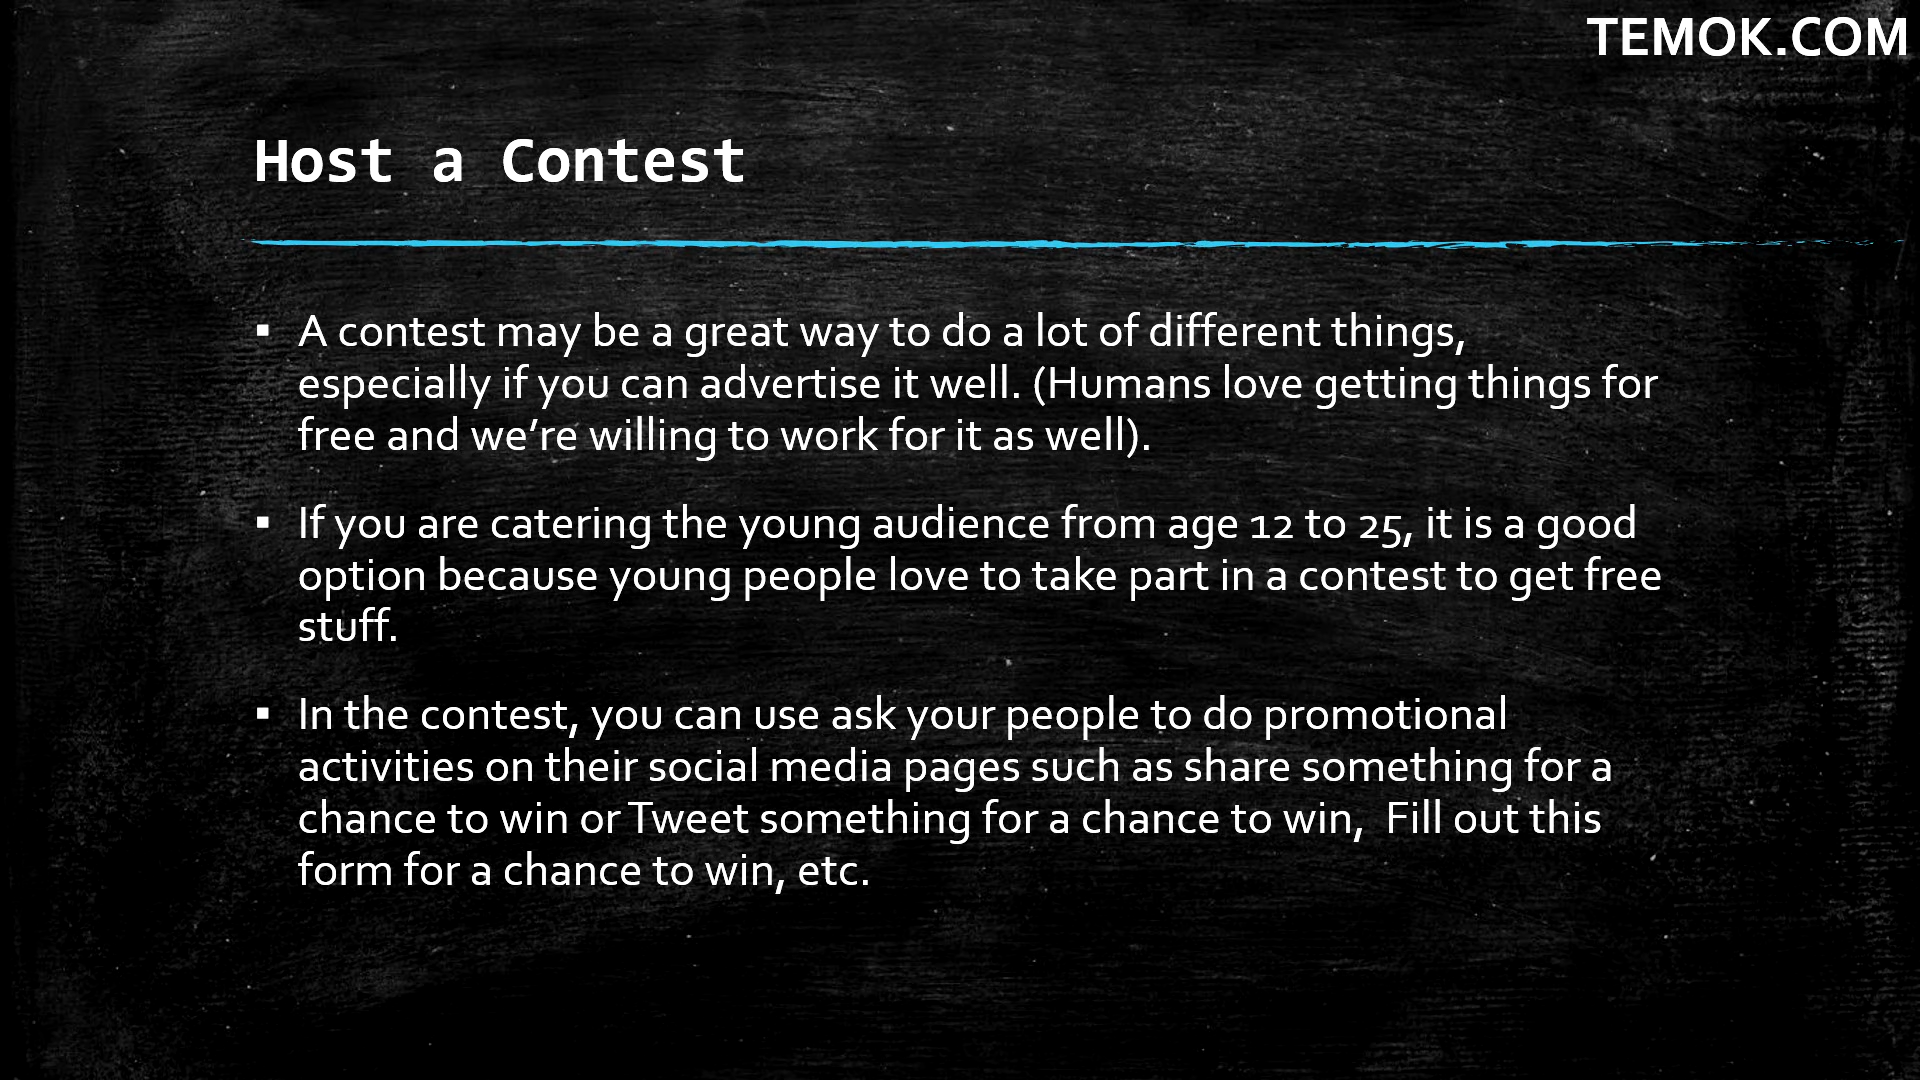 TEMOK.COM
Host a Contest
▪ A contest may be a great way to do a lot of different things,
especially if you can advertise it well. (Humans love getting things for
free and we’re willing to work for it as well).
▪ If you are catering the young audience from age 12 to 25, it is a good
option because young people love to take part in a contest to get free
stuff.
▪ In the contest, you can use ask your people to do promotional
activities on their social media pages such as share something for a
chance to win or Tweet something for a chance to win,  Fill out this
form for a chance to win, etc.